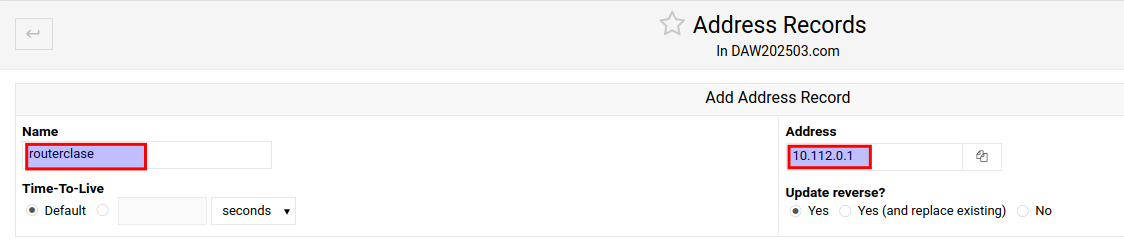 Address Records
In DAW202503.com
Add Address Record
Name
routerclase
Address
10.112.0.1
Time-To-Live
Default
seconds
Update reverse?
Yes
Yes (and replace existing)
No